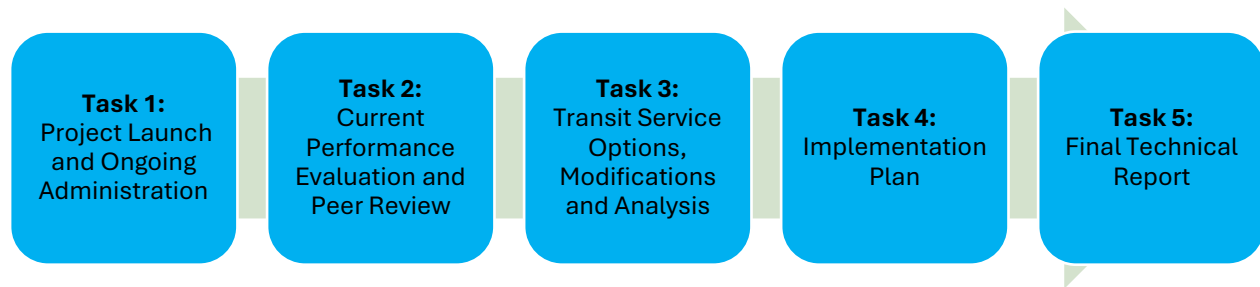 Task 1:
Project Launch
and Ongoing
Administration
Task 2:
Current
Performance
Evaluation and
Peer Review
Task 3:
Transit Service
Options,
Modifications
and Analysis
Task 4:
Implementation
Plan
Task 5:
Final Technical
Report